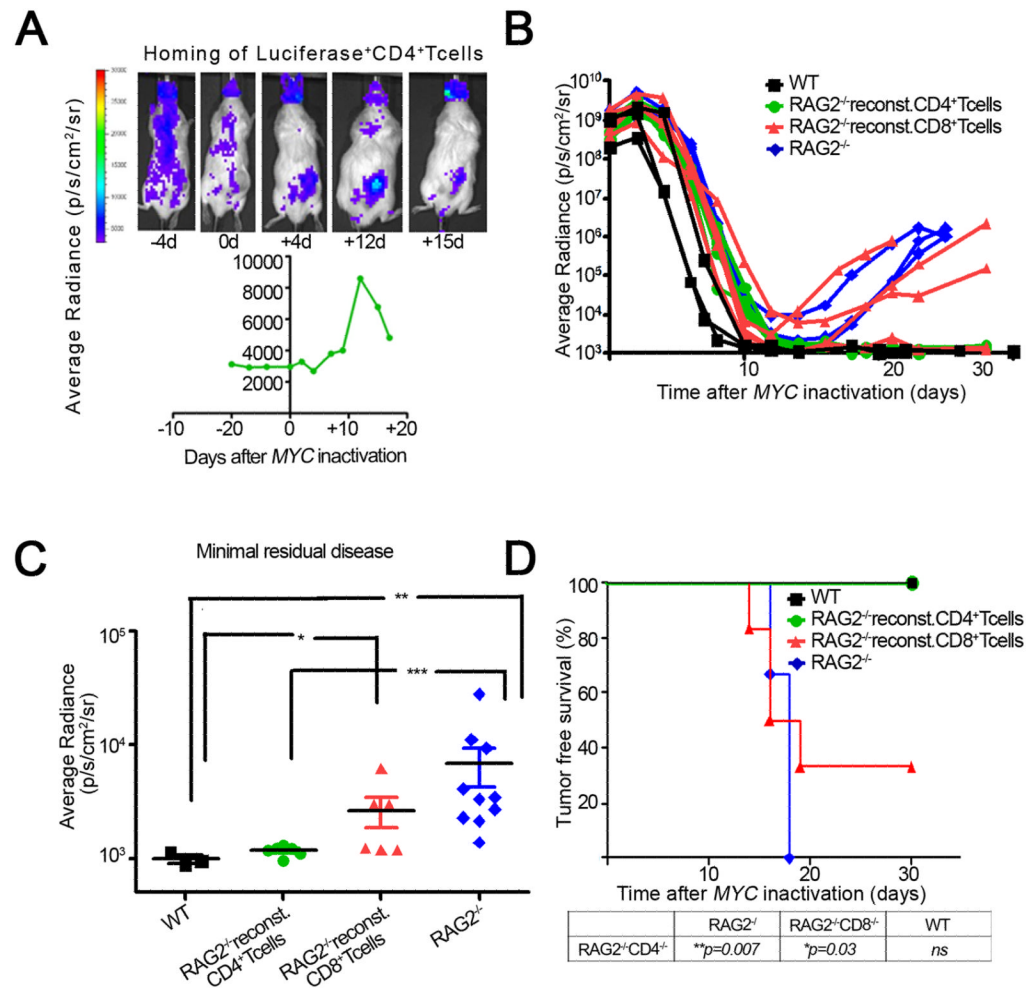 A
Homing of Luciferase⁺CD4⁺Tcells
Average Radiance (p/s/cm²/sr)
30000
20000
10000
5000
-4d 0d +4d +12d +15d
10000
8000
6000
4000
2000
-10 -20 0 +10 +20
Days after MYC inactivation
B
Average Radiance (p/s/cm²/sr)
10¹⁰
10⁹
10⁸
10⁷
10⁶
10⁵
10⁴
10³
WT
RAG2⁻/⁻reconst.CD4⁺Tcells
RAG2⁻/⁻reconst.CD8⁺Tcells
RAG2⁻/⁻
10 20 30
Time after MYC inactivation (days)
C
Minimal residual disease
Average Radiance
(p/s/cm²/sr)
10⁵
10⁴
10³
**
*
***
WT
RAG2⁻/⁻reconst.
CD4⁺Tcells
RAG2⁻/⁻reconst.
CD8⁺Tcells
RAG2⁻/⁻
D
Tumor free survival (%)
100
80
60
40
20
WT
RAG2⁻/⁻reconst.CD4⁺Tcells
RAG2⁻/⁻reconst.CD8⁺Tcells
RAG2⁻/⁻
10 20 30
Time after MYC inactivation (days)
RAG2⁻/ RAG2⁻/⁻CD8⁻/⁻ WT
RAG2⁻/⁻CD4⁻/⁻ **p=0.007 *p=0.03 ns